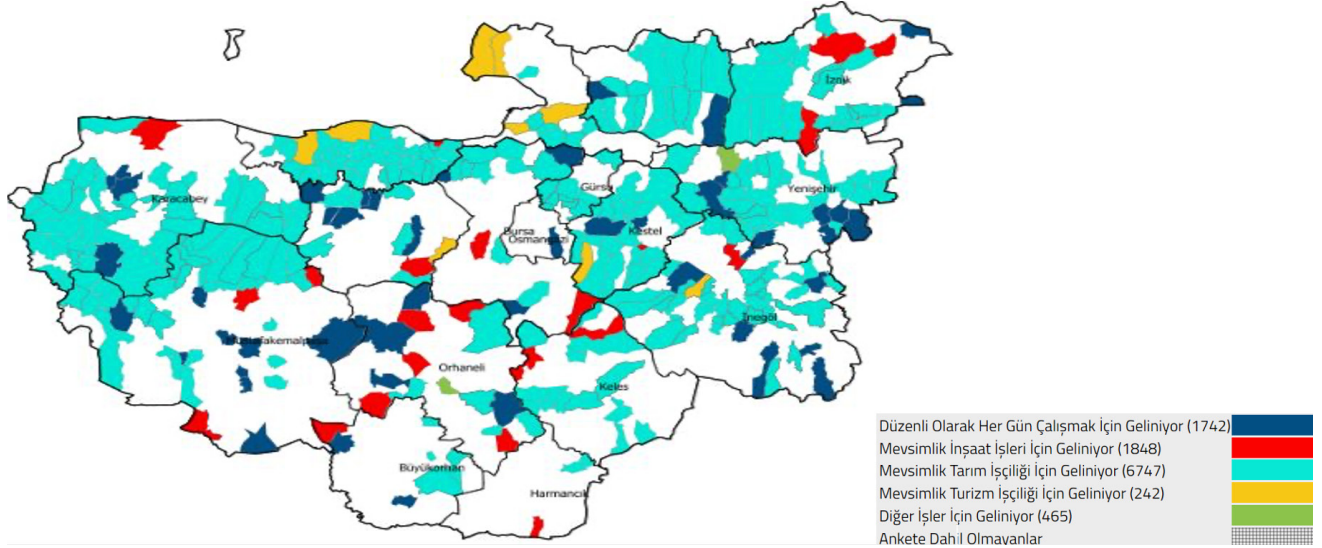 İznik
Karacabey
Gürsu
Yenişehir
Bursa
Osmangazi
Kestel
İnegöl
Mustafakemalpaşa
Orhaneli
Keles
Büyükorhan
Harmancık
Düzenli Olarak Her Gün Çalışmak İçin Geliniyor (1742)
Mevsimlik İnşaat İşleri İçin Geliniyor (1848)
Mevsimlik Tarım İşçiliği İçin Geliniyor (6747)
Mevsimlik Turizm İşçiliği İçin Geliniyor (242)
Diğer İşler İçin Geliniyor (465)
Ankete Dahil Olmayanlar